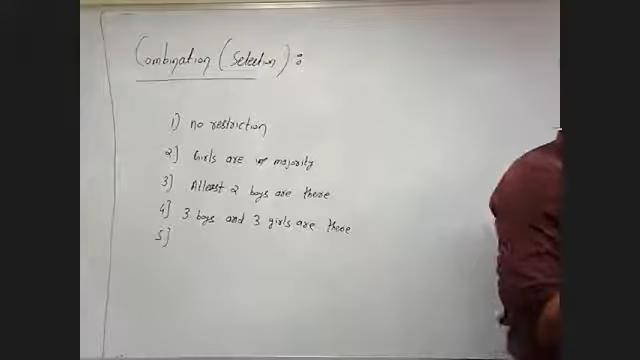 Combination (Selection) :
1) no restriction
2] Girls are in majority
3] Atleast 2 boys are there
4] 3 boys and 3 girls are there
5]